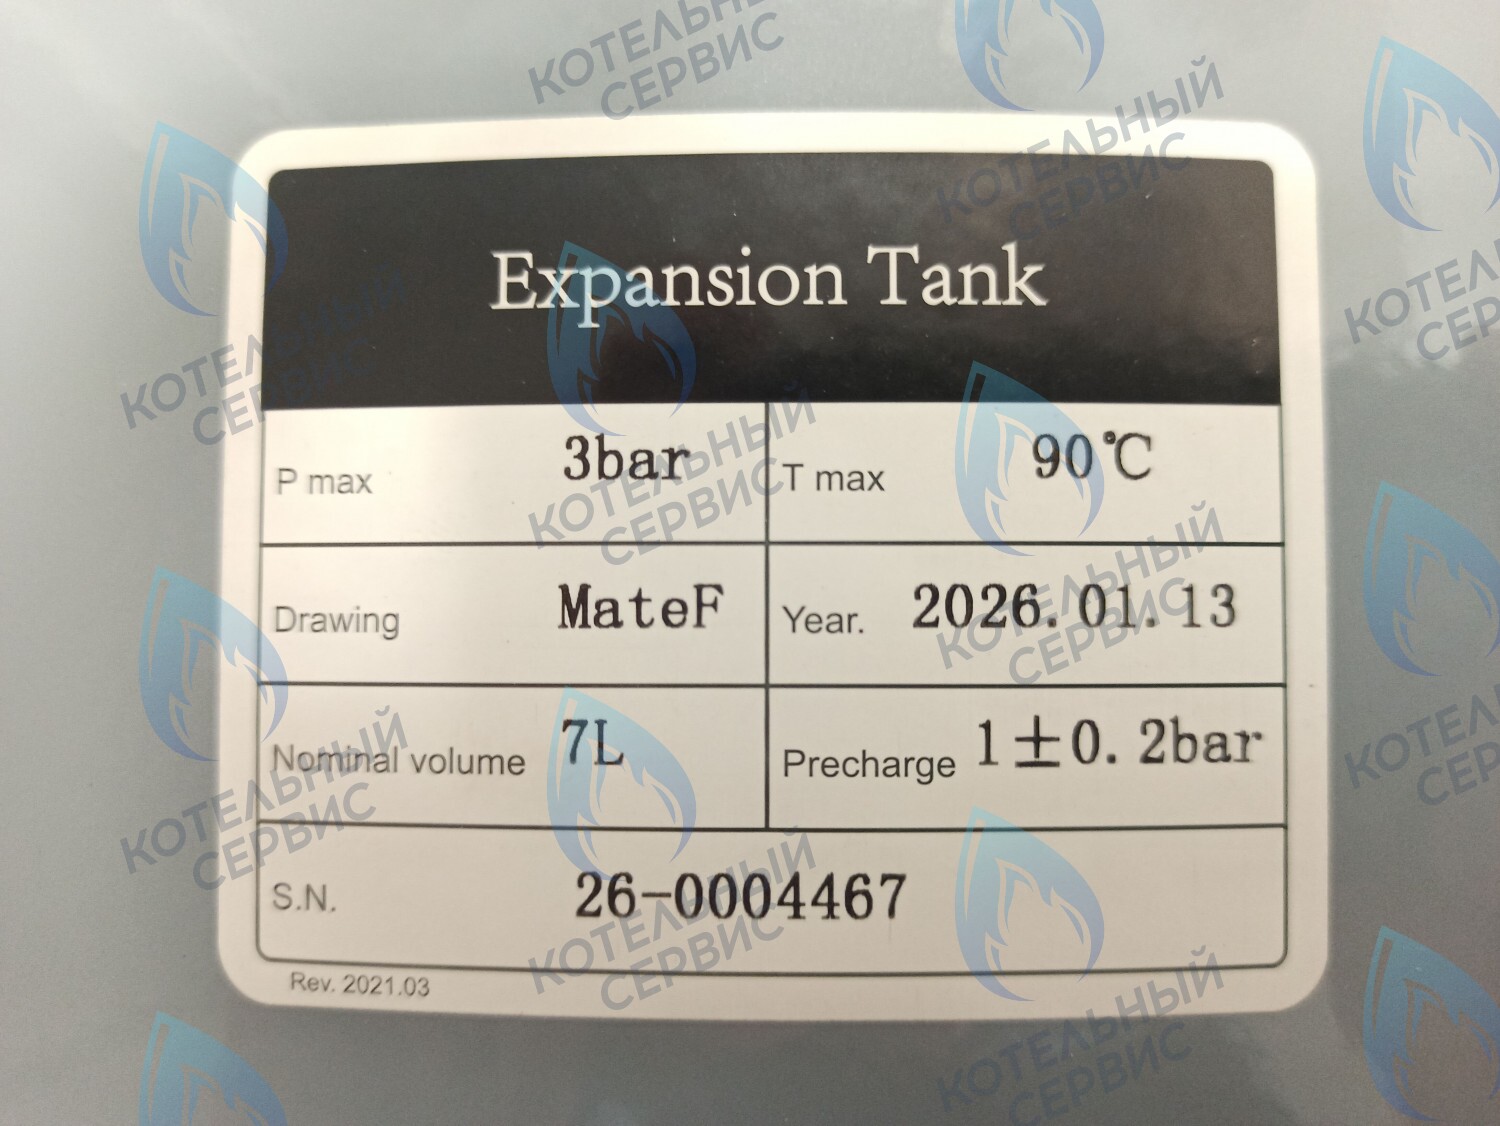 Expansion Tank
P max 3bar T max 90℃
Drawing MateF Year. 2026.01.13
Nominal volume 7L Precharge 1±0.2bar
S.N. 26-0004467
Rev. 2021.03
КОТЕЛЬНЫЙ
СЕРВИС